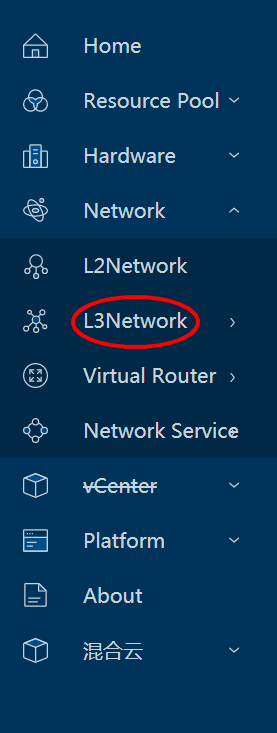 Home
Resource Pool
Hardware
Network
L2Network
L3Network
Virtual Router
Network Service
vCenter
Platform
About
混合云